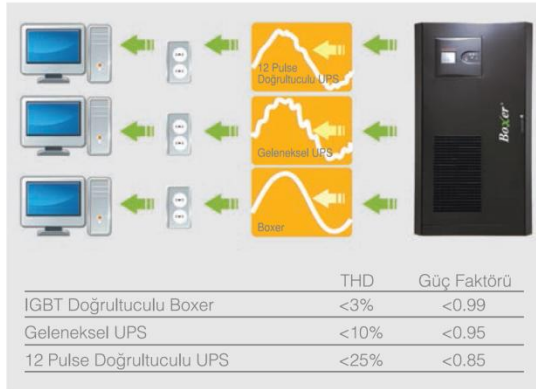 12 Pulse
Doğrultuculu UPS
Geleneksel UPS
Boxer
Boxer
THD Güç Faktörü
IGBT Doğrultuculu Boxer <3% <0.99
Geleneksel UPS <10% <0.95
12 Pulse Doğrultuculu UPS <25% <0.85